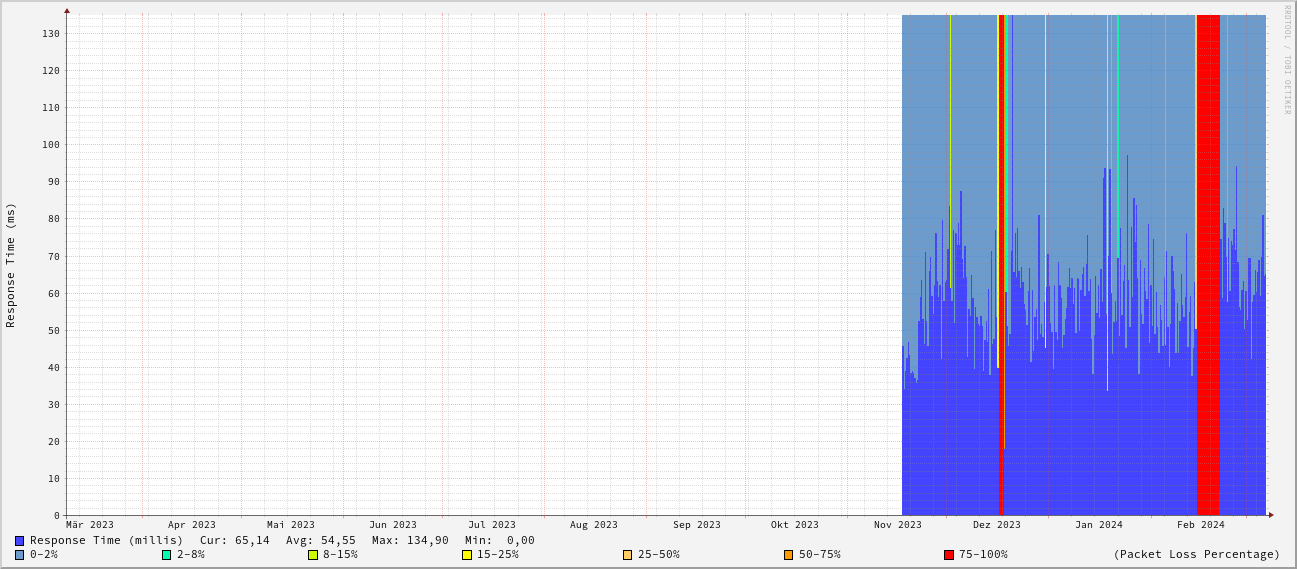 RRDTOOL / TOBI OETIKER
Response Time (ms)
130
120
110
100
90
80
70
60
50
40
30
20
10
0
Mär 2023 Apr 2023 Mai 2023 Jun 2023 Jul 2023 Aug 2023 Sep 2023 Okt 2023 Nov 2023 Dez 2023 Jan 2024 Feb 2024
Response Time (millis) Cur: 65,14 Avg: 54,55 Max: 134,90 Min: 0,00
0-2% 2-8% 8-15% 15-25% 25-50% 50-75% 75-100% (Packet Loss Percentage)